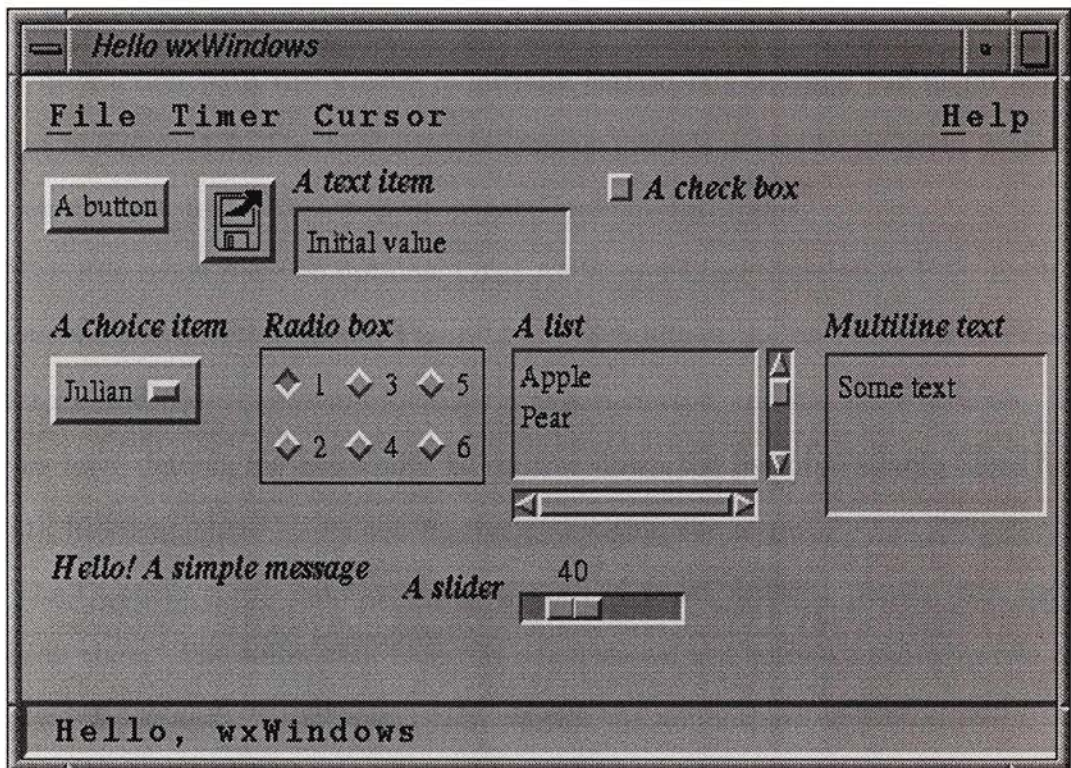 Hello wxWindows
File Timer Cursor Help
A button
A text item
Initial value
A check box
A choice item
Julian
Radio box
1 3 5
2 4 6
A list
Apple
Pear
Multiline text
Some text
Hello! A simple message
A slider
40
Hello, wxWindows